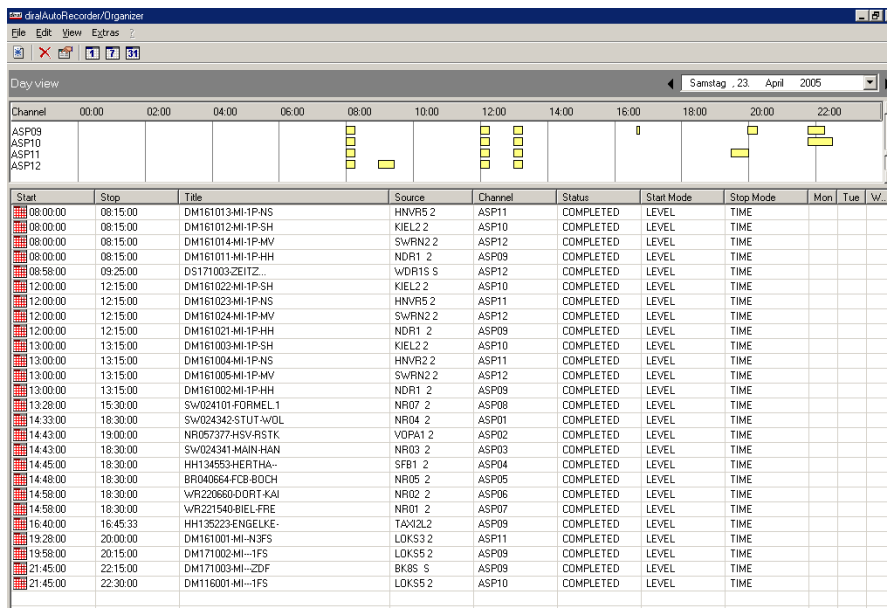 diralAutoRecorder/Organizer
File Edit View Extras ?
1 7 31
Day view Samstag , 23. April 2005
Channel 00:00 02:00 04:00 06:00 08:00 10:00 12:00 14:00 16:00 18:00 20:00 22:00
ASP09
ASP10
ASP11
ASP12
Start Stop Title Source Channel Status Start Mode Stop Mode Mon Tue W...
08:00:00 08:15:00 DM161013-MI-1P-NS HNVR5 2 ASP11 COMPLETED LEVEL TIME
08:00:00 08:15:00 DM161012-MI-1P-SH KIEL2 2 ASP10 COMPLETED LEVEL TIME
08:00:00 08:15:00 DM161014-MI-1P-MV SWRN2 2 ASP12 COMPLETED LEVEL TIME
08:00:00 08:15:00 DM161011-MI-1P-HH NDR1 2 ASP09 COMPLETED LEVEL TIME
08:58:00 09:25:00 DS171003-ZEITZ... WDR1S S ASP12 COMPLETED LEVEL TIME
12:00:00 12:15:00 DM161022-MI-1P-SH KIEL2 2 ASP10 COMPLETED LEVEL TIME
12:00:00 12:15:00 DM161023-MI-1P-NS HNVR5 2 ASP11 COMPLETED LEVEL TIME
12:00:00 12:15:00 DM161024-MI-1P-MV SWRN2 2 ASP12 COMPLETED LEVEL TIME
12:00:00 12:15:00 DM161021-MI-1P-HH NDR1 2 ASP09 COMPLETED LEVEL TIME
13:00:00 13:15:00 DM161003-MI-1P-SH KIEL2 2 ASP10 COMPLETED LEVEL TIME
13:00:00 13:15:00 DM161004-MI-1P-NS HNVR2 2 ASP11 COMPLETED LEVEL TIME
13:00:00 13:15:00 DM161005-MI-1P-MV SWRN2 2 ASP12 COMPLETED LEVEL TIME
13:00:00 13:15:00 DM161002-MI-1P-HH NDR1 2 ASP09 COMPLETED LEVEL TIME
13:28:00 15:30:00 SW024101-FORMEL.1 NR07 2 ASP08 COMPLETED LEVEL TIME
14:33:00 18:30:00 SW024342-STUT-WOL NR04 2 ASP01 COMPLETED LEVEL TIME
14:43:00 19:00:00 NR057377-HSV-RSTK VOPA1 2 ASP02 COMPLETED LEVEL TIME
14:43:00 18:30:00 SW024341-MAIN-HAN NR03 2 ASP03 COMPLETED LEVEL TIME
14:45:00 18:30:00 HH134553-HERTHA-- SFB1 2 ASP04 COMPLETED LEVEL TIME
14:48:00 18:30:00 BR040664-FCB-BOCH NR05 2 ASP05 COMPLETED LEVEL TIME
14:58:00 18:30:00 WR220660-DORT-KAI NR02 2 ASP06 COMPLETED LEVEL TIME
14:58:00 18:30:00 WR221540-BIEL-FRE NR01 2 ASP07 COMPLETED LEVEL TIME
16:40:00 16:45:33 HH135223-ENGELKE- TAXI2L2 ASP09 COMPLETED LEVEL TIME
19:28:00 20:00:00 DM161001-MI--N3FS LOKS3 2 ASP11 COMPLETED LEVEL TIME
19:58:00 20:15:00 DM171002-MI---1FS LOKS5 2 ASP09 COMPLETED LEVEL TIME
21:45:00 22:15:00 DM171003-MI---ZDF BK8S S ASP09 COMPLETED LEVEL TIME
21:45:00 22:30:00 DM116001-MI---1FS LOKS5 2 ASP10 COMPLETED LEVEL TIME